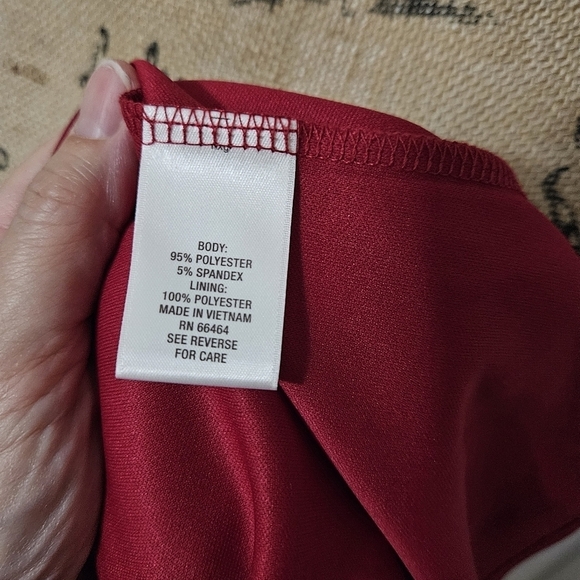 BODY:
95% POLYESTER
5% SPANDEX
LINING:
100% POLYESTER
MADE IN VIETNAM
RN 66464
SEE REVERSE
FOR CARE